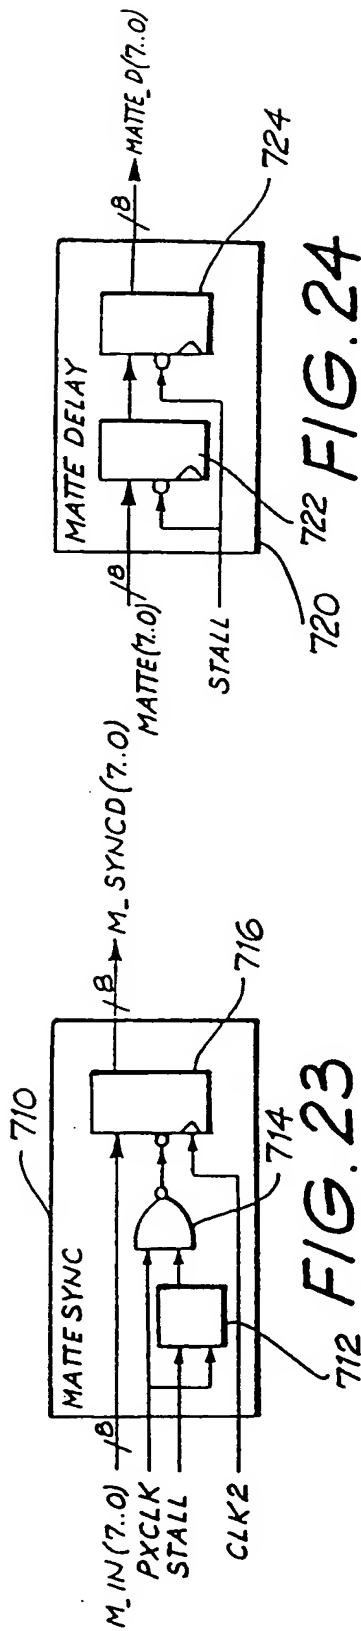 710
MATTE SYNC
M_IN (7..0)
8
PXCLK
STALL
CLK2
8
M_SYNCD (7..0)
712
714
716
FIG. 23
MATTE DELAY
MATTE(7..0)
8
STALL
8
MATTE_D(7..0)
720
722
724
FIG. 24